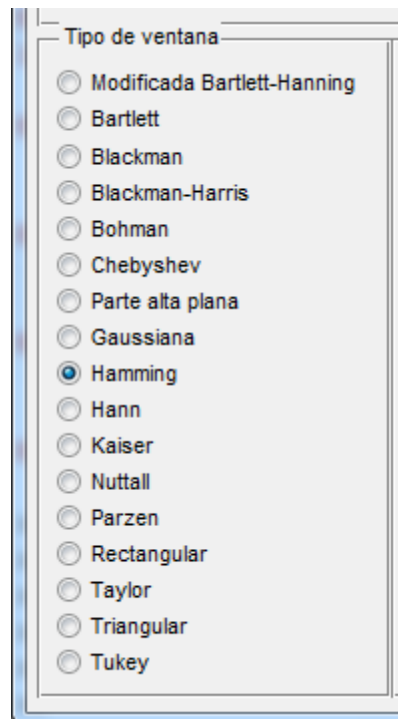 Tipo de ventana
Modificada Bartlett-Hanning
Bartlett
Blackman
Blackman-Harris
Bohman
Chebyshev
Parte alta plana
Gaussiana
Hamming
Hann
Kaiser
Nuttall
Parzen
Rectangular
Taylor
Triangular
Tukey